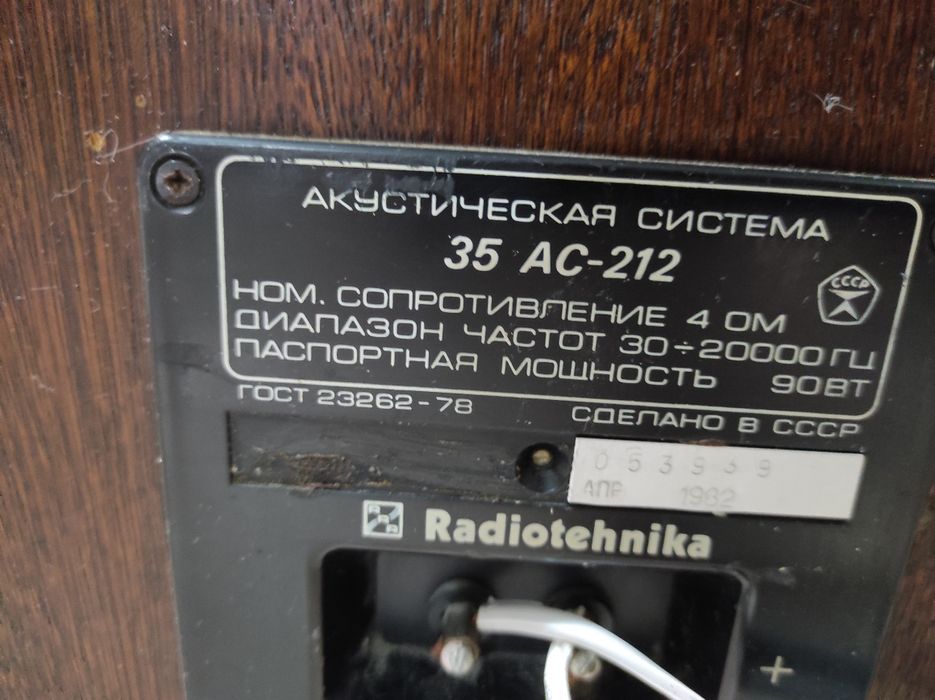 АКУСТИЧЕСКАЯ СИСТЕМА
35 АС-212
СССР
НОМ. СОПРОТИВЛЕНИЕ 4 ОМ
ДИАПАЗОН ЧАСТОТ 30÷20000 ГЦ
ПАСПОРТНАЯ МОЩНОСТЬ 90ВТ
ГОСТ 23262-78
СДЕЛАНО В СССР
053939
АПР 1982
RRR Radiotehnika
+